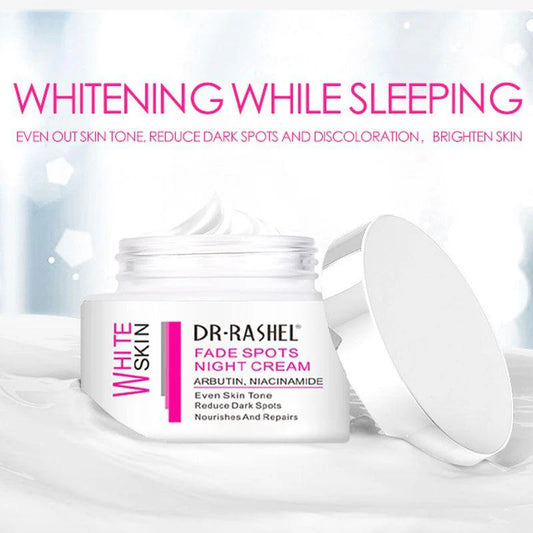 WHITENING WHILE SLEEPING
EVEN OUT SKIN TONE, REDUCE DARK SPOTS AND DISCOLORATION, BRIGHTEN SKIN
WHITE
SKIN
DR·RASHEL®
FADE SPOTS
NIGHT CREAM
ARBUTIN, NIACINAMIDE
Even Skin Tone
Reduce Dark Spots
Nourishes And Repairs